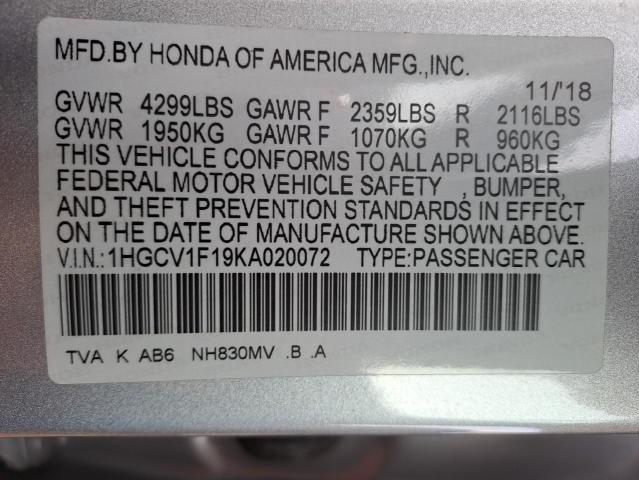 MFD.BY HONDA OF AMERICA MFG.,INC.
11/'18
GVWR 4299LBS GAWR F 2359LBS R 2116LBS
GVWR 1950KG GAWR F 1070KG R 960KG
THIS VEHICLE CONFORMS TO ALL APPLICABLE
FEDERAL MOTOR VEHICLE SAFETY , BUMPER,
AND THEFT PREVENTION STANDARDS IN EFFECT
ON THE DATE OF MANUFACTURE SHOWN ABOVE.
V.I.N.:1HGCV1F19KA020072 TYPE:PASSENGER CAR
TVA K AB6 NH830MV .B .A